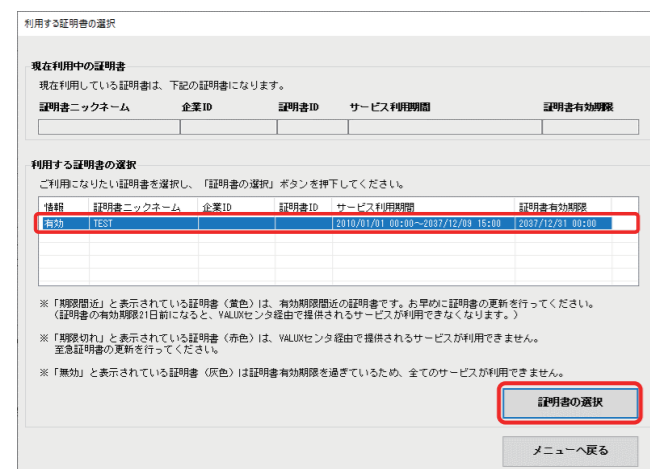 利用する証明書の選択
現在利用中の証明書
現在利用している証明書は、下記の証明書になります。
証明書ニックネーム 企業ID 証明書ID サービス利用期間 証明書有効期限
利用する証明書の選択
ご利用になりたい証明書を選択し、「証明書の選択」ボタンを押下してください。
情報 証明書ニックネーム 企業ID 証明書ID サービス利用期間 証明書有効期限
有効 TEST 2010/01/01 00:00～2037/12/09 15:00 2037/12/31 00:00
※「期限間近」と表示されている証明書（黄色）は、有効期限間近の証明書です。お早めに証明書の更新を行ってください。
（証明書の有効期限21日前になると、VALUXセンタ経由で提供されるサービスが利用できなくなります。）
※「期限切れ」と表示されている証明書（赤色）は、VALUXセンタ経由で提供されるサービスが利用できません。
至急証明書の更新を行ってください。
※「無効」と表示されている証明書（灰色）は証明書有効期限を過ぎているため、全てのサービスが利用できません。
証明書の選択
メニューへ戻る